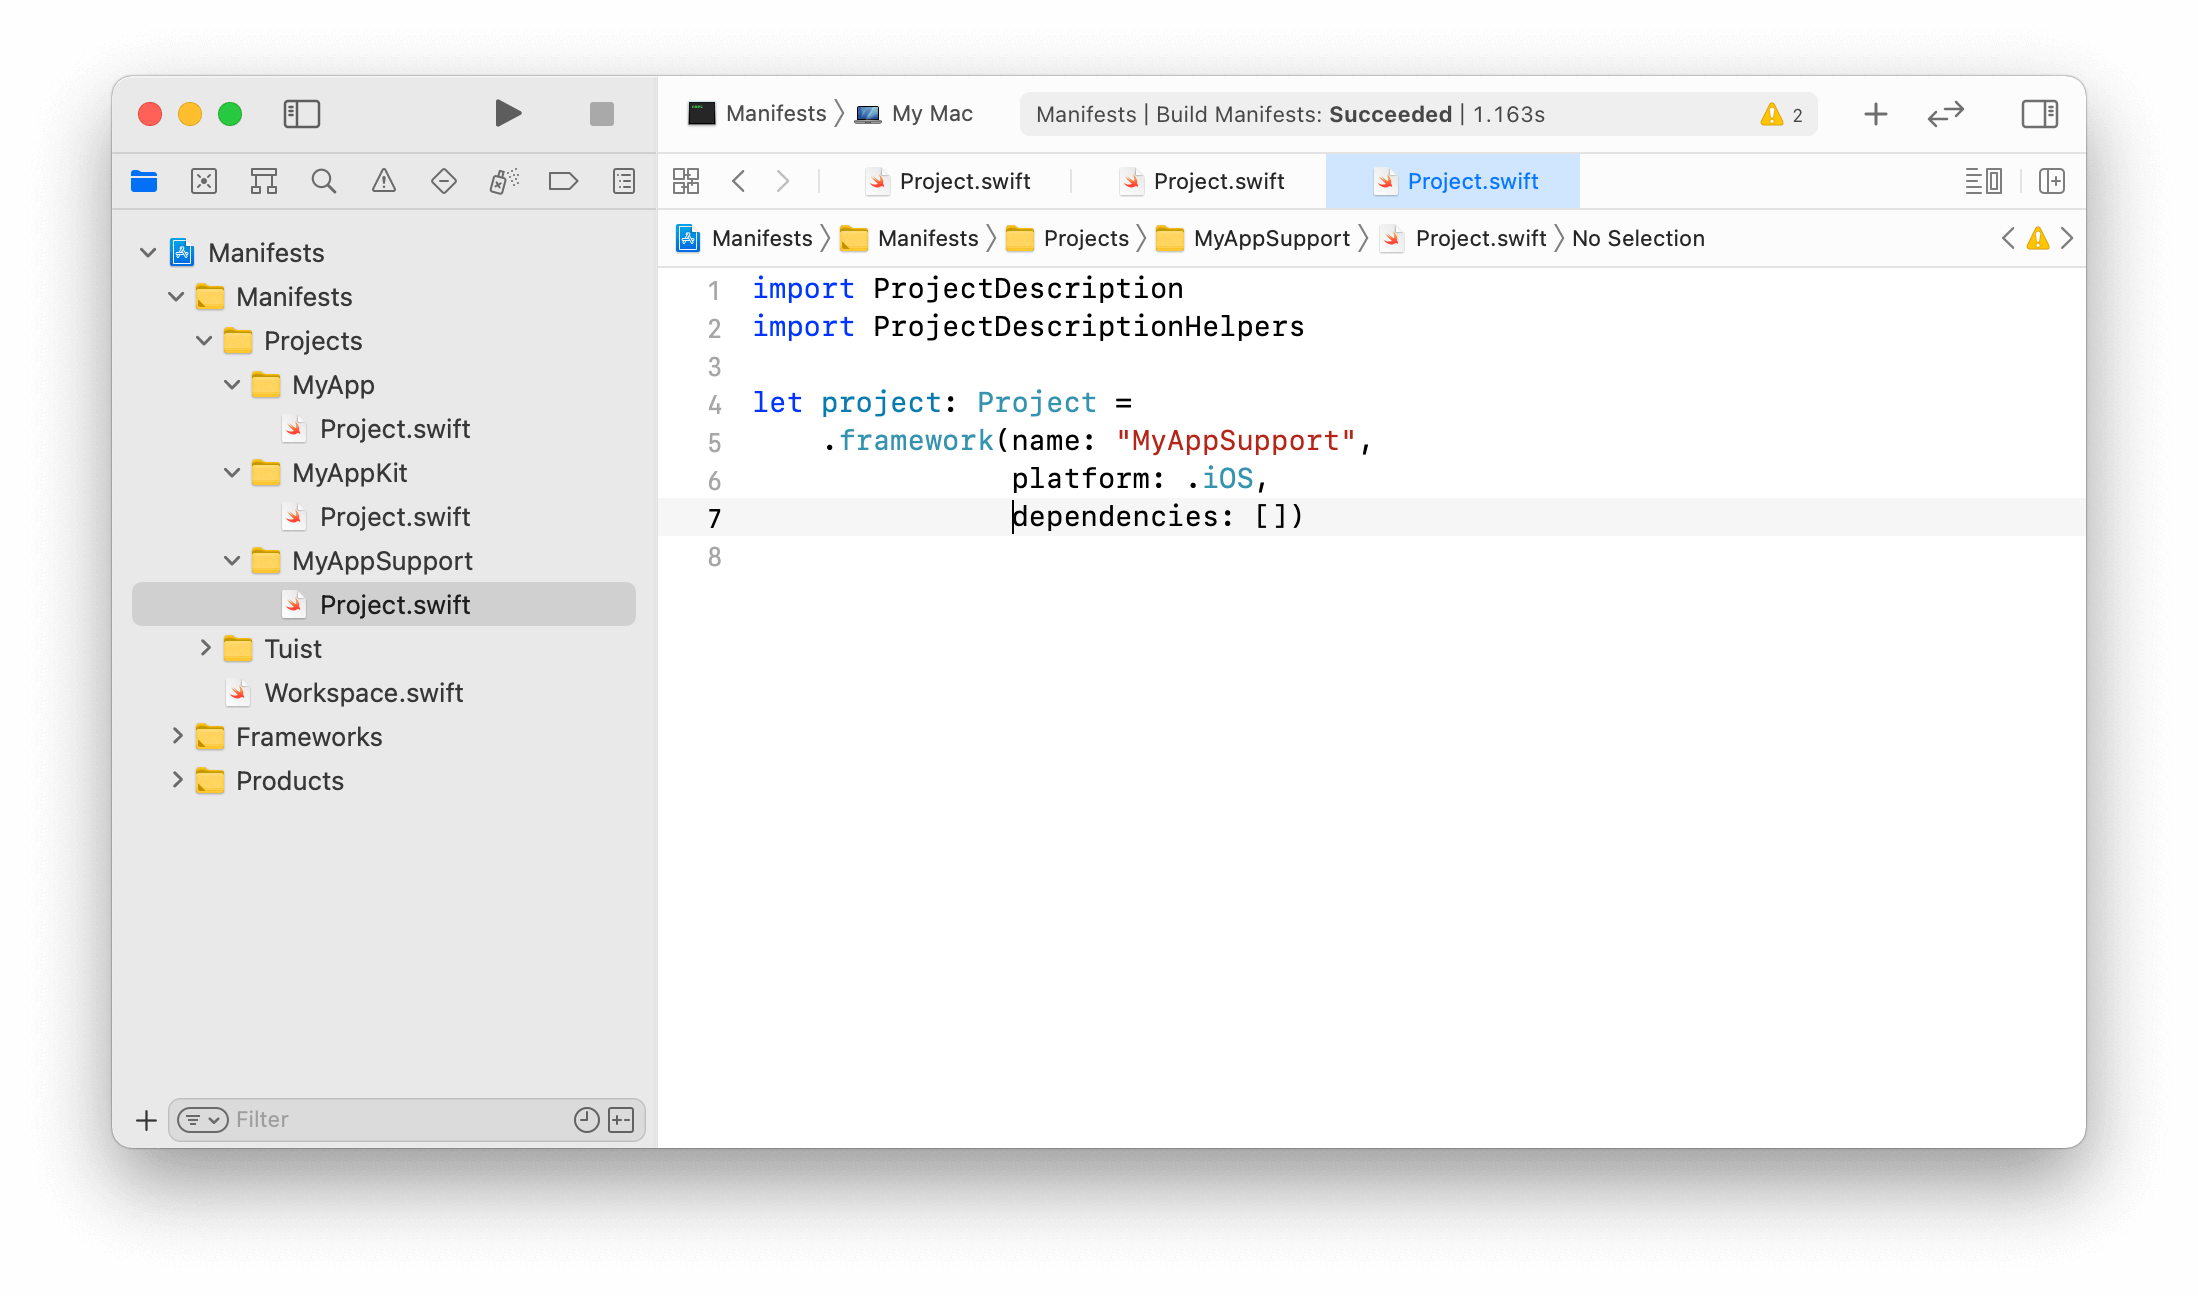 Manifests
My Mac
Manifests | Build Manifests: Succeeded | 1.163s
2
Project.swift
Project.swift
Project.swift
Manifests
Manifests
Projects
MyAppSupport
Project.swift
No Selection
Manifests
Manifests
Projects
MyApp
Project.swift
MyAppKit
Project.swift
MyAppSupport
Project.swift
Tuist
Workspace.swift
Frameworks
Products
Filter
1 import ProjectDescription
2 import ProjectDescriptionHelpers
3
4 let project: Project =
5 .framework(name: "MyAppSupport",
6 platform: .iOS,
7 dependencies: [])
8